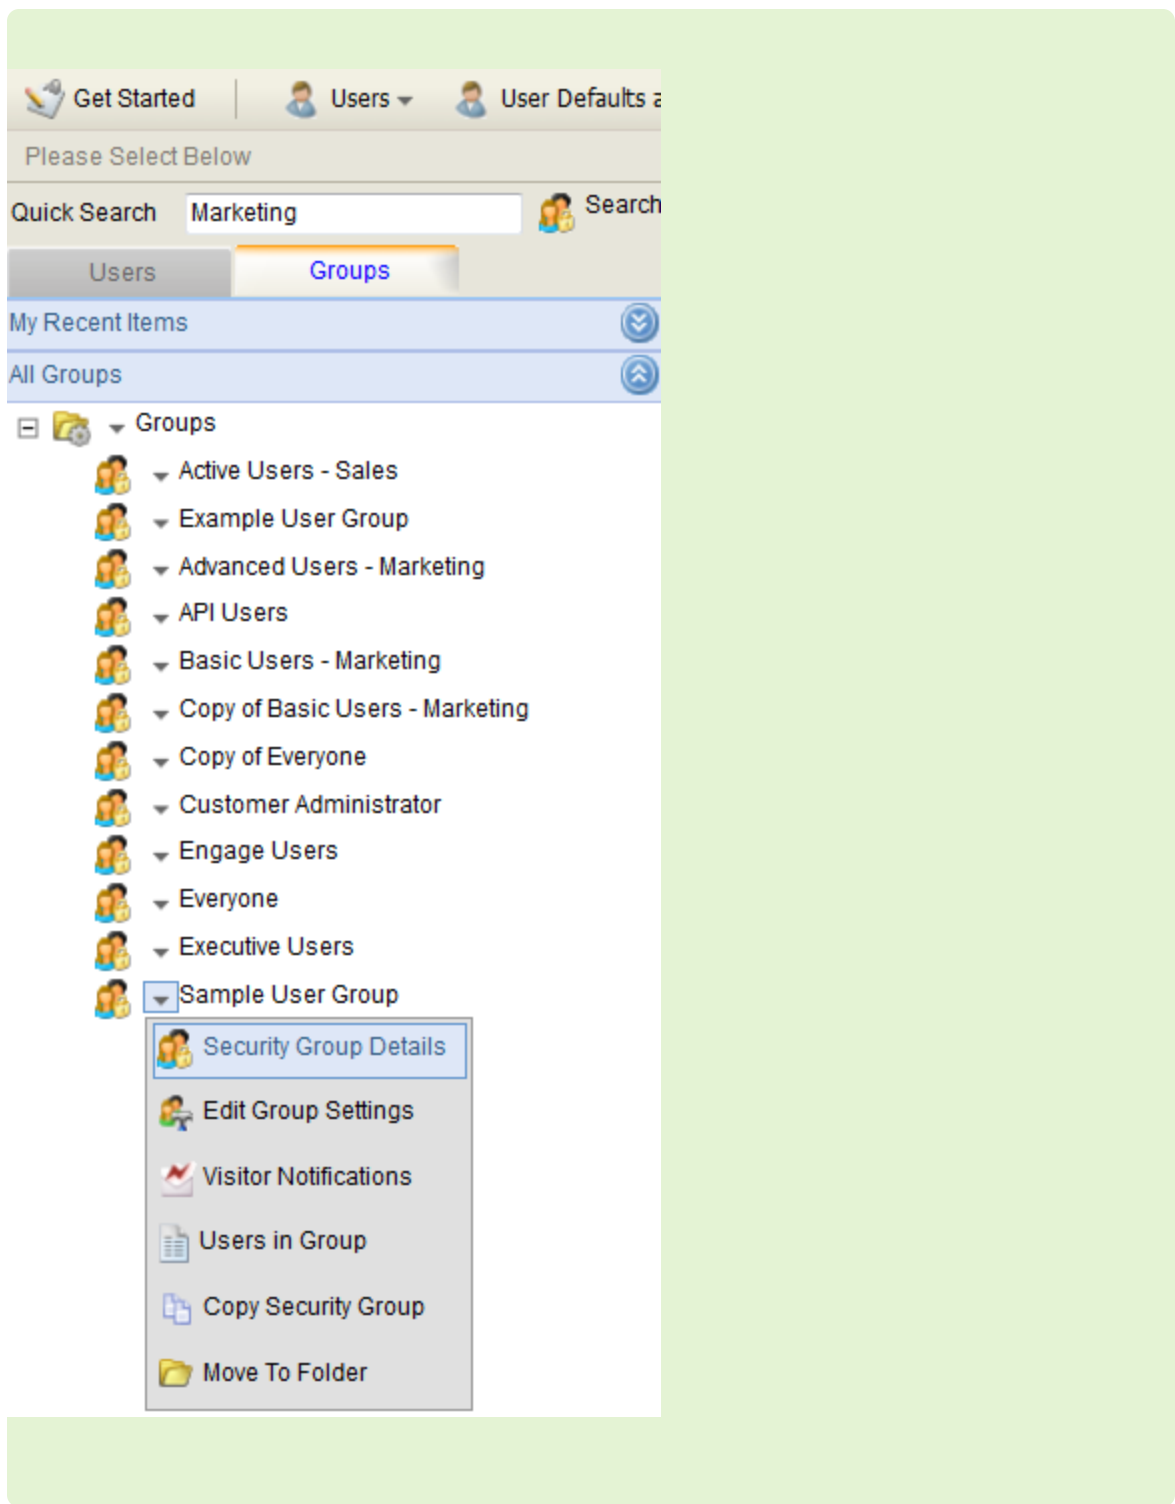 Get Started Users User Defaults a
Please Select Below
Quick Search Marketing Search
Users Groups
My Recent Items
All Groups
Groups
Active Users - Sales
Example User Group
Advanced Users - Marketing
API Users
Basic Users - Marketing
Copy of Basic Users - Marketing
Copy of Everyone
Customer Administrator
Engage Users
Everyone
Executive Users
Sample User Group
Security Group Details
Edit Group Settings
Visitor Notifications
Users in Group
Copy Security Group
Move To Folder